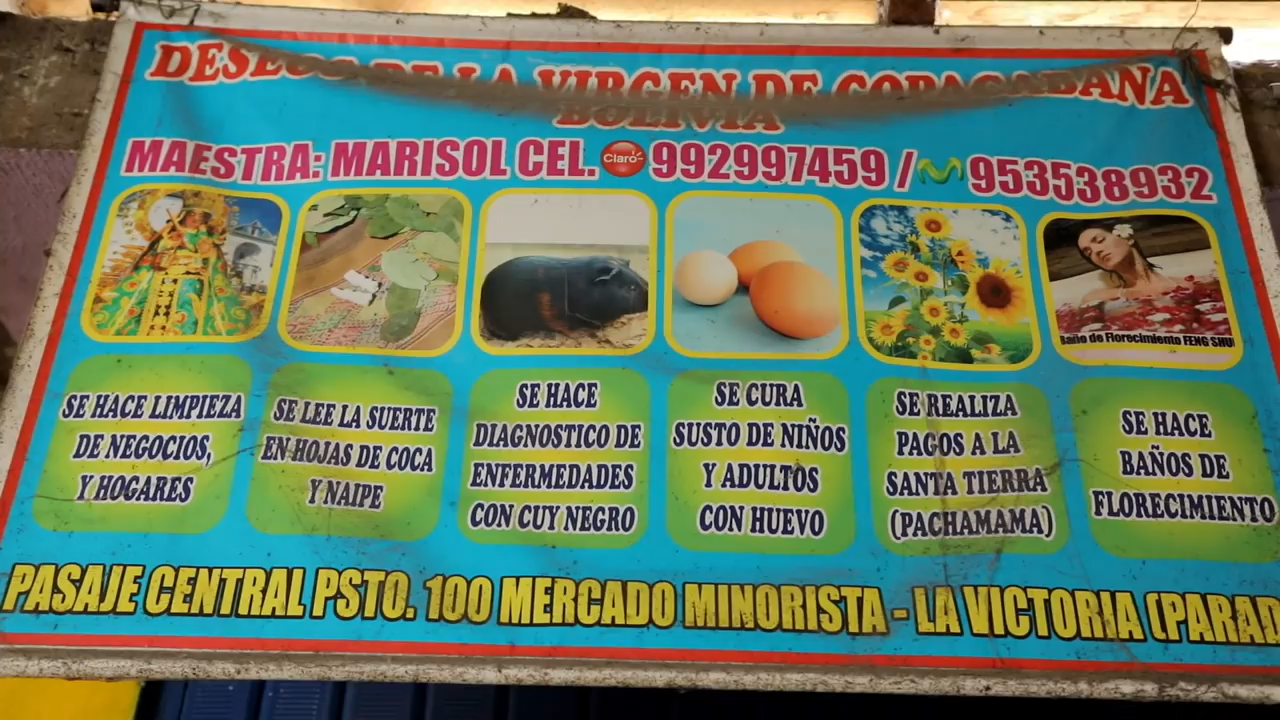 DESEOS DE LA VIRGEN DE COPACABANA
BOLIVIA
MAESTRA: MARISOL CEL. Claro 992997459 / 953538932
Baño de Florecimiento FENG SHUI
SE HACE LIMPIEZA
DE NEGOCIOS,
Y HOGARES
SE LEE LA SUERTE
EN HOJAS DE COCA
Y NAIPE
SE HACE
DIAGNOSTICO DE
ENFERMEDADES
CON CUY NEGRO
SE CURA
SUSTO DE NIÑOS
Y ADULTOS
CON HUEVO
SE REALIZA
PAGOS A LA
SANTA TIERRA
(PACHAMAMA)
SE HACE
BAÑOS DE
FLORECIMIENTO
PASAJE CENTRAL PSTO. 100 MERCADO MINORISTA - LA VICTORIA (PARAD